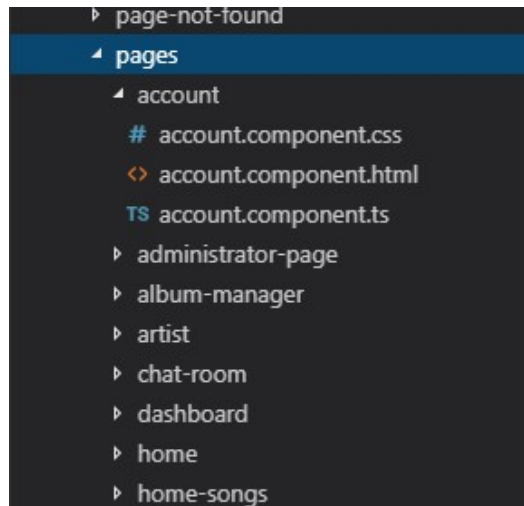 page-not-found
pages
account
# account.component.css
<> account.component.html
TS account.component.ts
administrator-page
album-manager
artist
chat-room
dashboard
home
home-songs